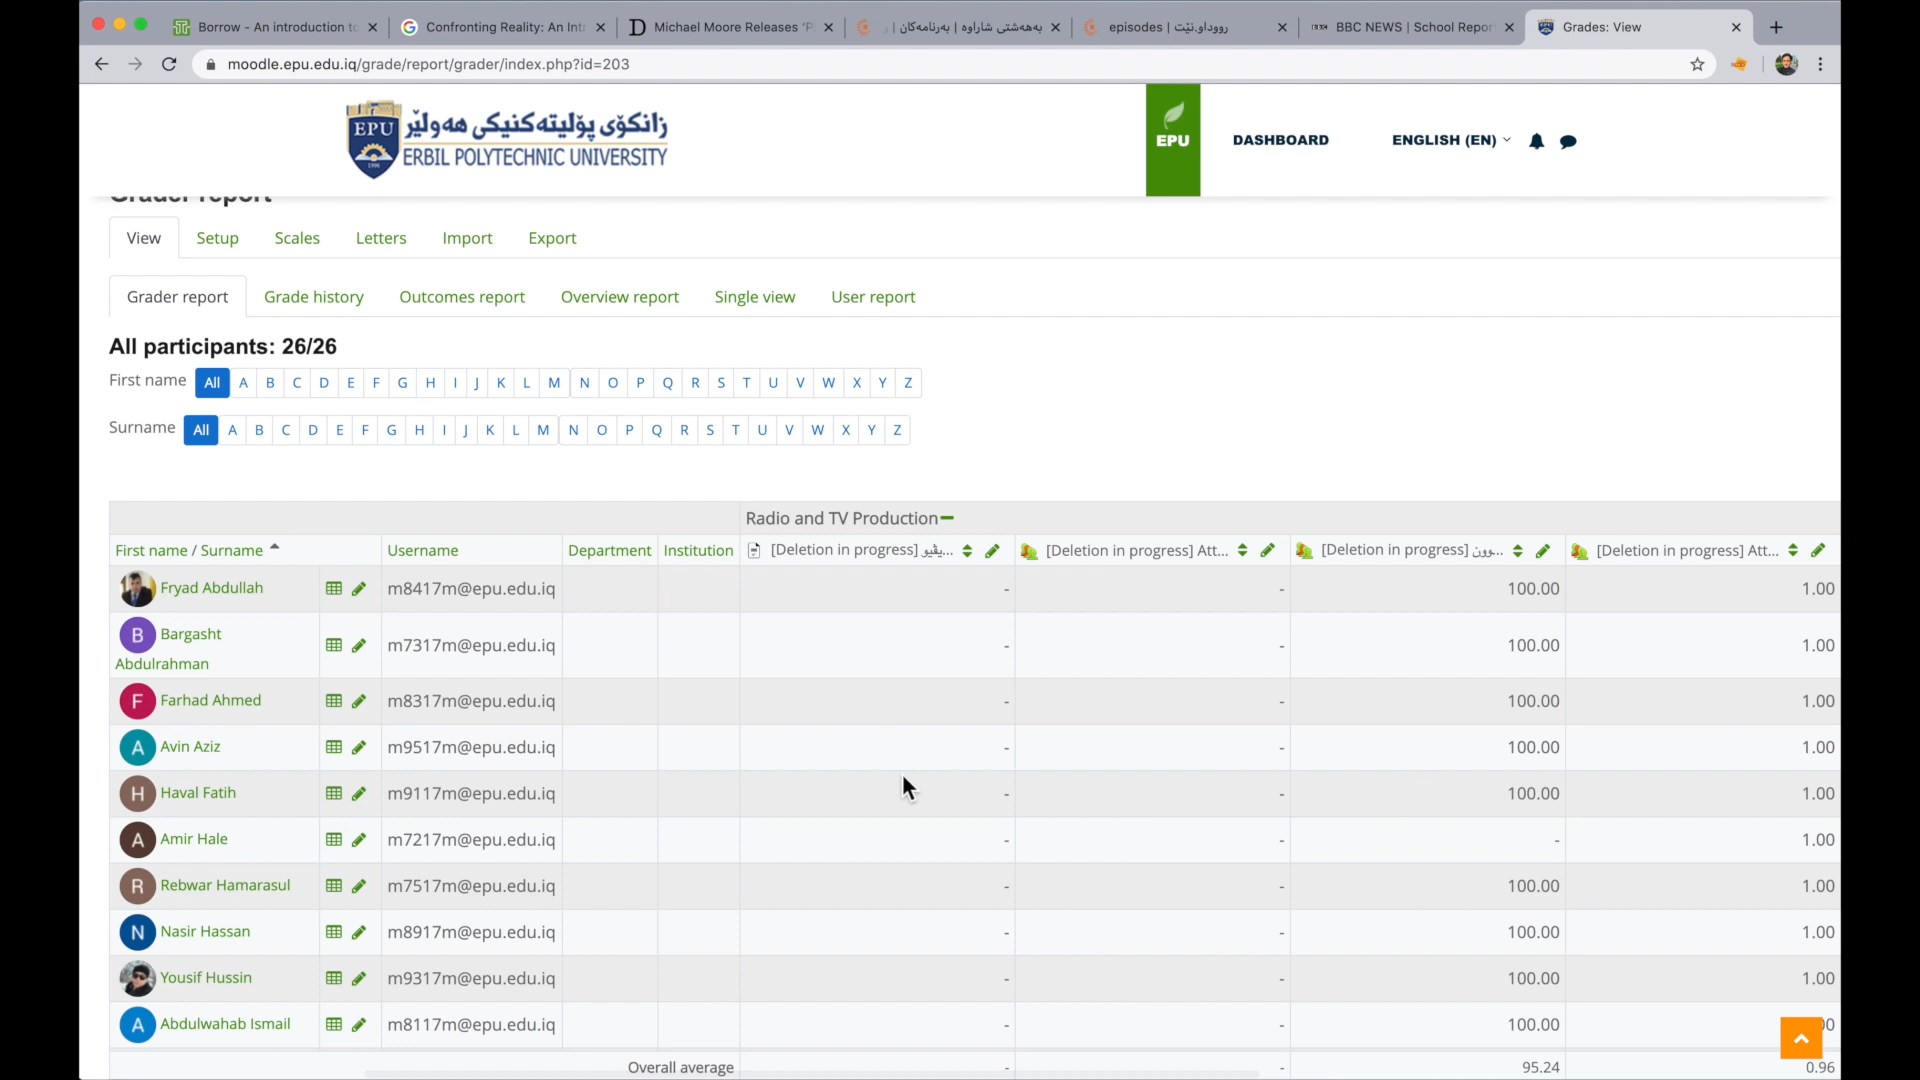 Borrow - An introduction to
Confronting Reality: An Int
Michael Moore Releases 'P
بەهەشتی شاراوە | بەرنامەکان | ر
episodes | رووداو.نێت
BBC NEWS | School Repor
Grades: View
moodle.epu.edu.iq/grade/report/grader/index.php?id=203
EPU
1996
زانکۆی پۆلیتەکنیکی هەولێر
ERBIL POLYTECHNIC UNIVERSITY
EPU
DASHBOARD
ENGLISH (EN)
Grader report
View Setup Scales Letters Import Export
Grader report Grade history Outcomes report Overview report Single view User report
All participants: 26/26
First name All A B C D E F G H I J K L M N O P Q R S T U V W X Y Z
Surname All A B C D E F G H I J K L M N O P Q R S T U V W X Y Z
Radio and TV Production
First name / Surname Username Department Institution [Deletion in progress] ...یڤیو [Deletion in progress] Att... [Deletion in progress] ...وون [Deletion in progress] Att...
Fryad Abdullah m8417m@epu.edu.iq - - 100.00 1.00
B Bargasht
Abdulrahman m7317m@epu.edu.iq - - 100.00 1.00
F Farhad Ahmed m8317m@epu.edu.iq - - 100.00 1.00
A Avin Aziz m9517m@epu.edu.iq - - 100.00 1.00
H Haval Fatih m9117m@epu.edu.iq - - 100.00 1.00
A Amir Hale m7217m@epu.edu.iq - - - 1.00
R Rebwar Hamarasul m7517m@epu.edu.iq - - 100.00 1.00
N Nasir Hassan m8917m@epu.edu.iq - - 100.00 1.00
Yousif Hussin m9317m@epu.edu.iq - - 100.00 1.00
A Abdulwahab Ismail m8117m@epu.edu.iq - - 100.00 00
Overall average - - 95.24 0.96